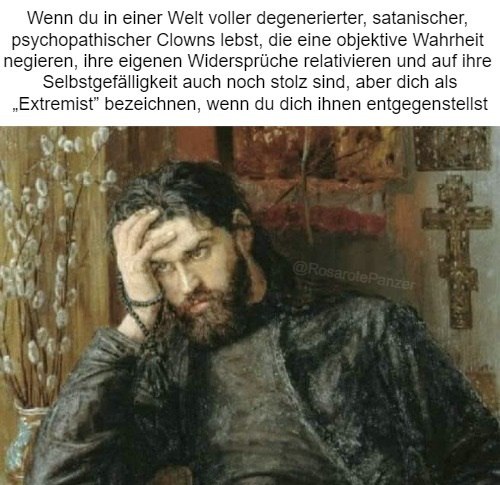 Wenn du in einer Welt voller degenerierter, satanischer,
psychopathischer Clowns lebst, die eine objektive Wahrheit
negieren, ihre eigenen Widersprüche relativieren und auf ihre
Selbstgefälligkeit auch noch stolz sind, aber dich als
„Extremist” bezeichnen, wenn du dich ihnen entgegenstellst
@RosarotePanzer